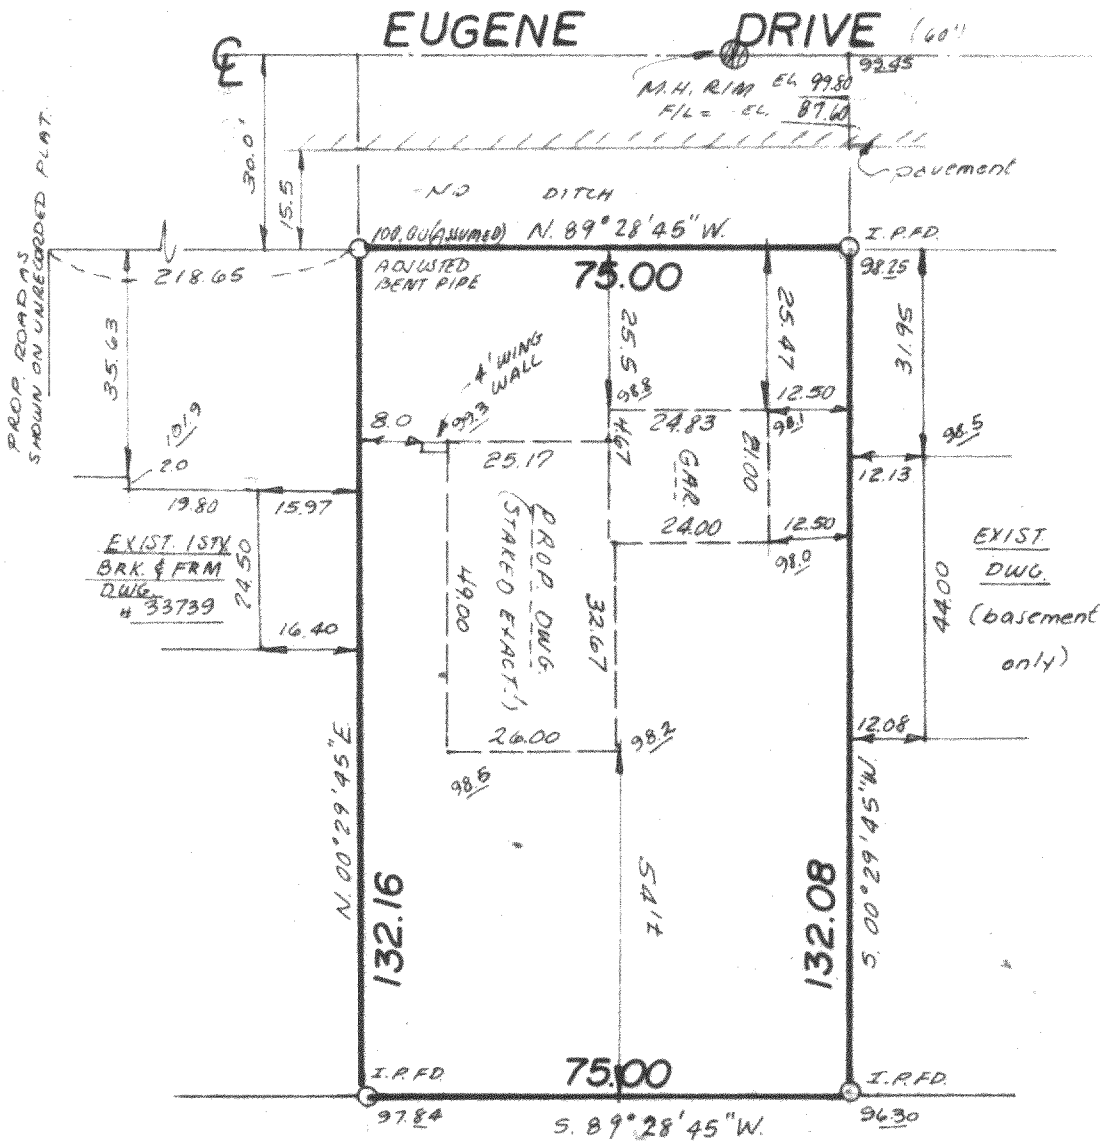 EUGENE DRIVE (60')
℄
99.45
M.H. RIM EL. 99.80
F/L = EL. 87.60
30.0'
15.5
pavement
NO DITCH
PROP. ROAD AS
SHOWN ON UNRECORDED PLAT.
100.00 (ASSUMED) N. 89° 28' 45" W.
I.P.FD.
218.65
ADJUSTED
BENT PIPE
75.00
98.25
35.63
25.5
25.47
31.95
4' WING
WALL
98.8
12.50
101.9
8.0
99.3
24.83
98.1
98.5
25.17
4.67
21.00
12.13
2.0
GAR.
19.80
15.97
24.00
12.50
98.0
EXIST. 1 STY.
BRK. & FRM
DWG.
# 33739
24.50
PROP. DWG.
(STAKED EXACT.)
49.00
32.67
EXIST.
DWG.
(basement
only)
44.00
16.40
26.00
98.2
12.08
98.5
N. 00° 29' 45" E
132.16
54'±
132.08
S. 00° 29' 45" W.
I.P.FD.
75.00
I.P.FD.
97.84
S. 89° 28' 45" W.
96.30